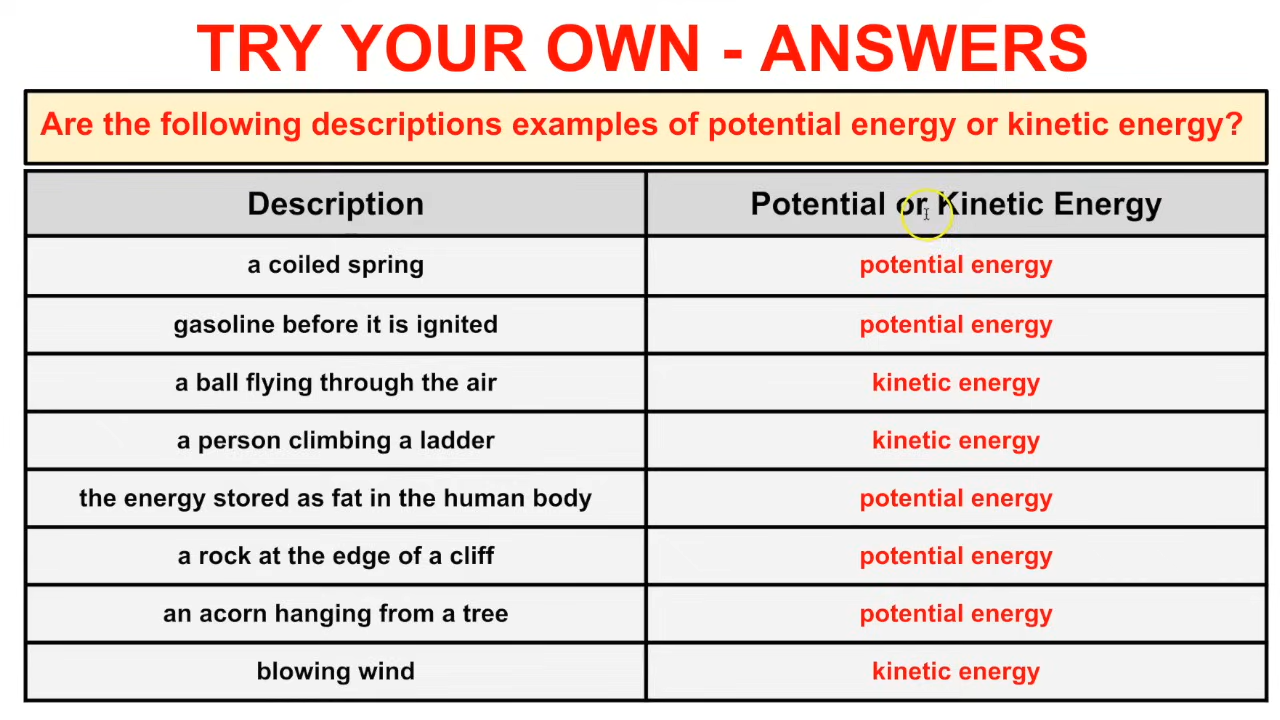 TRY YOUR OWN - ANSWERS
Are the following descriptions examples of potential energy or kinetic energy?
Description Potential or Kinetic Energy
a coiled spring potential energy
gasoline before it is ignited potential energy
a ball flying through the air kinetic energy
a person climbing a ladder kinetic energy
the energy stored as fat in the human body potential energy
a rock at the edge of a cliff potential energy
an acorn hanging from a tree potential energy
blowing wind kinetic energy